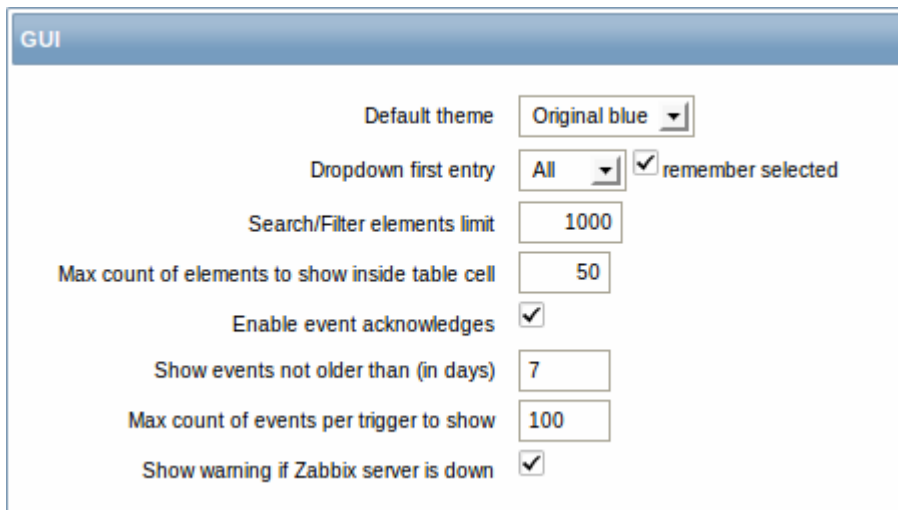 GUI
Default theme Original blue
Dropdown first entry All remember selected
Search/Filter elements limit 1000
Max count of elements to show inside table cell 50
Enable event acknowledges
Show events not older than (in days) 7
Max count of events per trigger to show 100
Show warning if Zabbix server is down